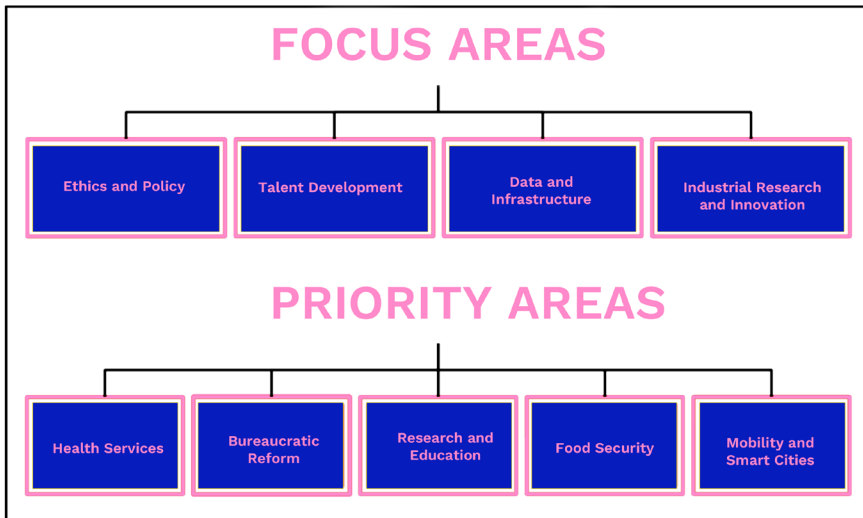 FOCUS AREAS
Ethics and Policy
Talent Development
Data and
Infrastructure
Industrial Research
and Innovation
PRIORITY AREAS
Health Services
Bureaucratic
Reform
Research and
Education
Food Security
Mobility and
Smart Cities